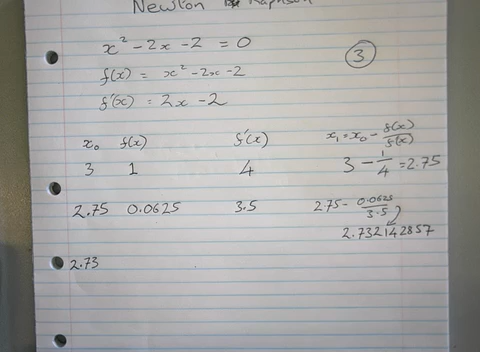 Newton Raphson
x² - 2x - 2 = 0
③
f(x) = x² - 2x - 2
f'(x) = 2x - 2
x₀ f(x) f'(x) x₁ = x₀ - f(x)/f(x)
3 1 4 3 - 1/4 = 2.75
2.75 0.0625 3.5 2.75 - 0.0625/3.5
2.732142857
2.73